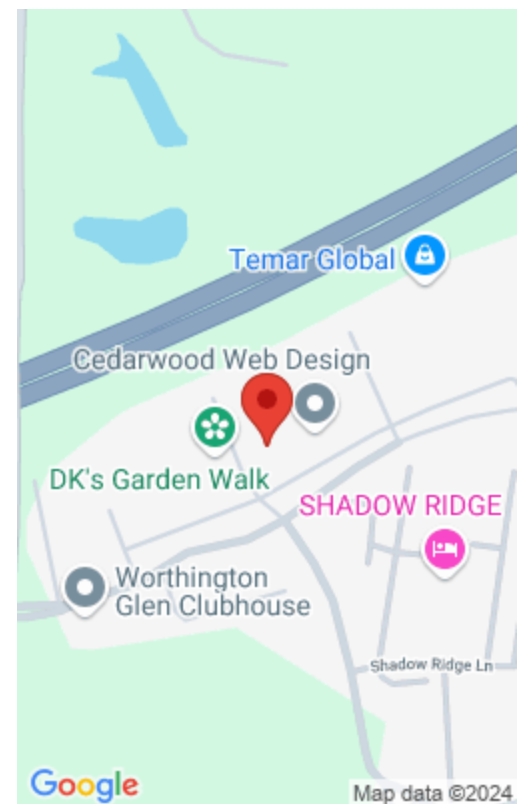 Temar Global
Cedarwood Web Design
DK's Garden Walk
SHADOW RIDGE
Worthington
Glen Clubhouse
Shadow Ridge Ln
Google
Map data ©2024